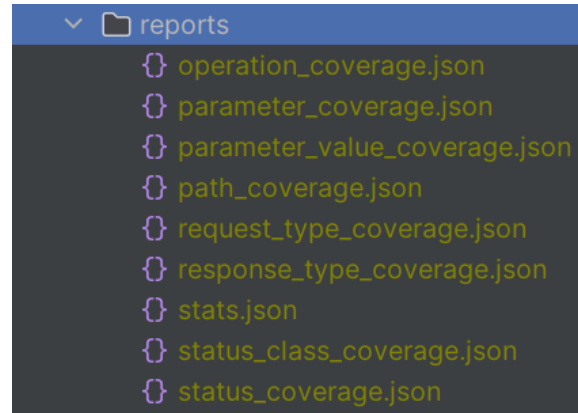 reports
{} operation_coverage.json
{} parameter_coverage.json
{} parameter_value_coverage.json
{} path_coverage.json
{} request_type_coverage.json
{} response_type_coverage.json
{} stats.json
{} status_class_coverage.json
{} status_coverage.json